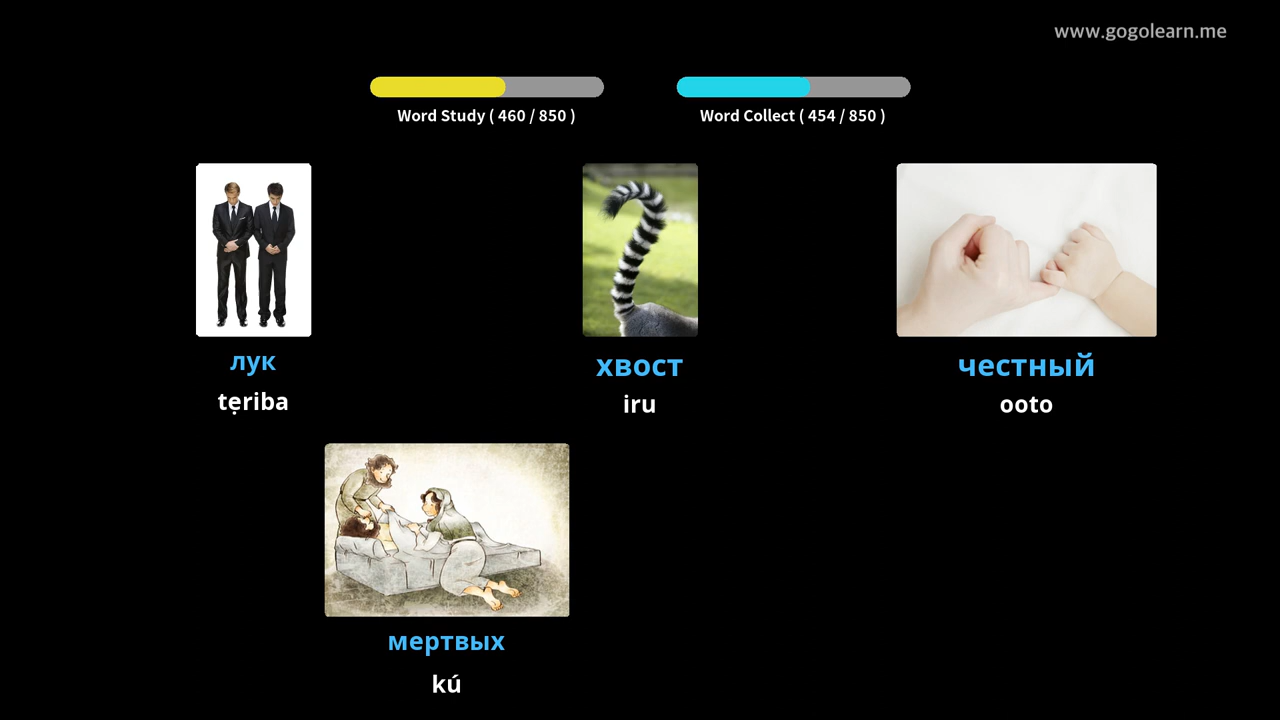 www.gogolearn.me
Word Study ( 460 / 850 )
Word Collect ( 454 / 850 )
лук
tẹriba
хвост
iru
честный
ooto
мертвых
kú